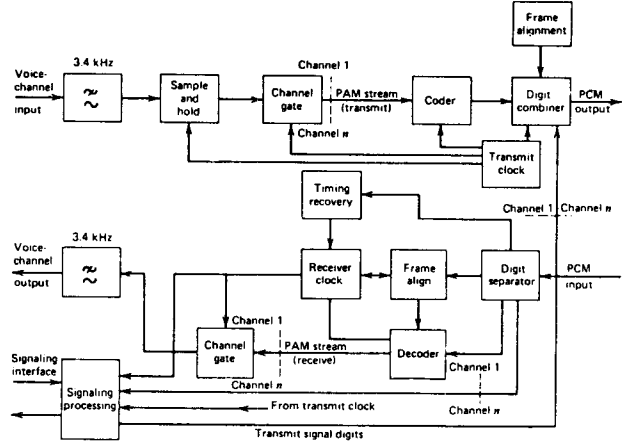 Frame
alignment
Voice-
channel
input
3.4 kHz
Sample
and
hold
Channel
gate
Channel 1
PAM stream
(transmit)
Channel n
Coder
Digit
combiner
PCM
output
Transmit
clock
Timing
recovery
Channel 1
Channel n
Voice-
channel
output
3.4 kHz
Receiver
clock
Frame
align
Digit
separator
PCM
input
Channel
gate
Channel 1
PAM stream
(receive)
Channel n
Decoder
Channel 1
Channel n
Signaling
interface
Signaling
processing
From transmit clock
Transmit signal digits